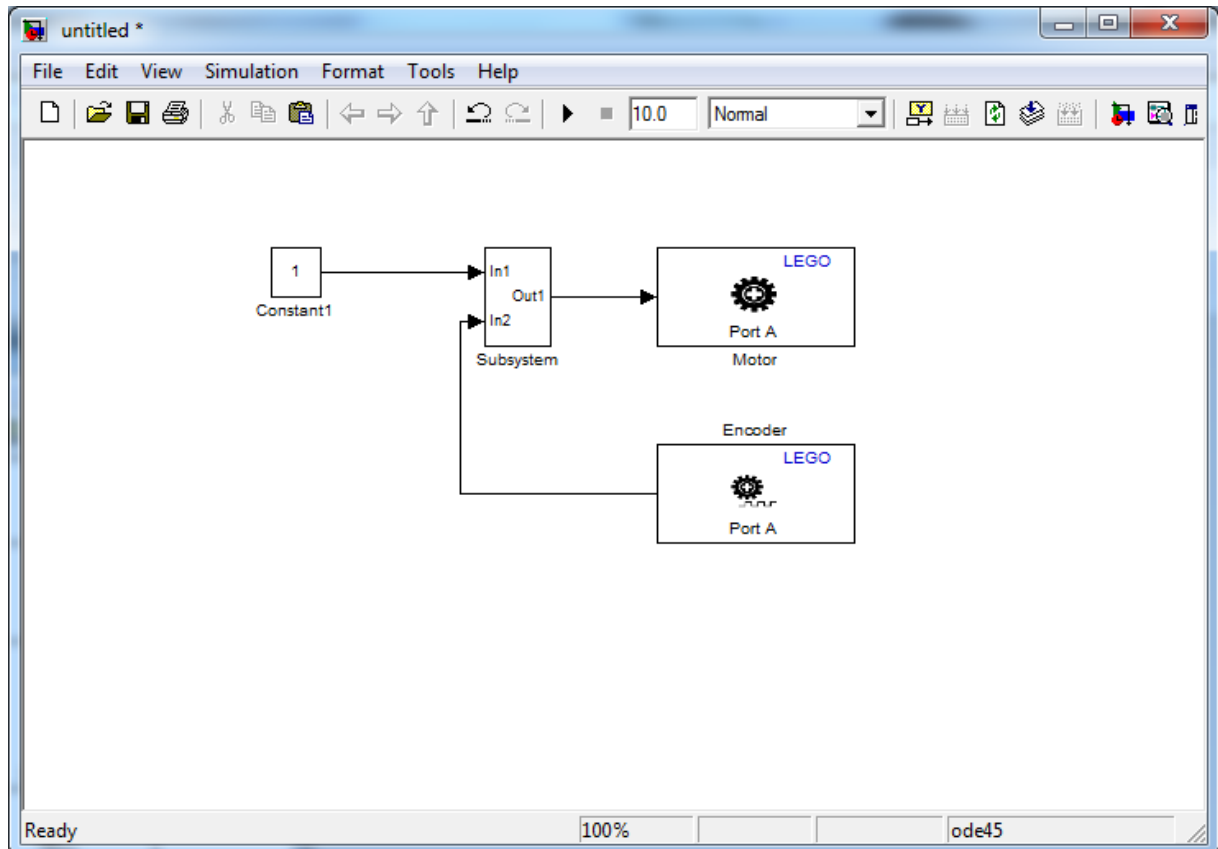 untitled *
File Edit View Simulation Format Tools Help
10.0 Normal
LEGO
1 In1
Out1
Constant1 In2 Port A
Subsystem Motor
Encoder
LEGO
Port A
Ready 100% ode45